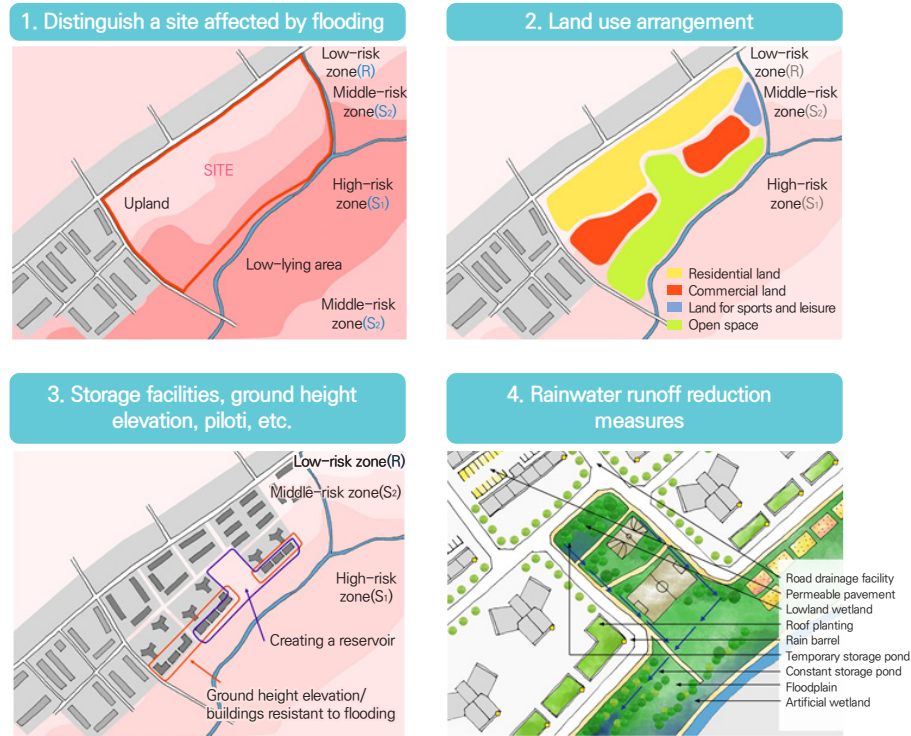 1. Distinguish a site affected by flooding
Low-risk
zone(R)
Middle-risk
zone(S₂)
SITE
High-risk
zone(S₁)
Upland
Low-lying area
Middle-risk
zone(S₂)
2. Land use arrangement
Low-risk
zone(R)
Middle-risk
zone(S₂)
High-risk
zone(S₁)
Residential land
Commercial land
Land for sports and leisure
Open space
3. Storage facilities, ground height
elevation, piloti, etc.
Low-risk zone(R)
Middle-risk zone(S₂)
High-risk
zone(S₁)
Creating a reservoir
Ground height elevation/
buildings resistant to flooding
4. Rainwater runoff reduction
measures
Road drainage facility
Permeable pavement
Lowland wetland
Roof planting
Rain barrel
Temporary storage pond
Constant storage pond
Floodplain
Artificial wetland